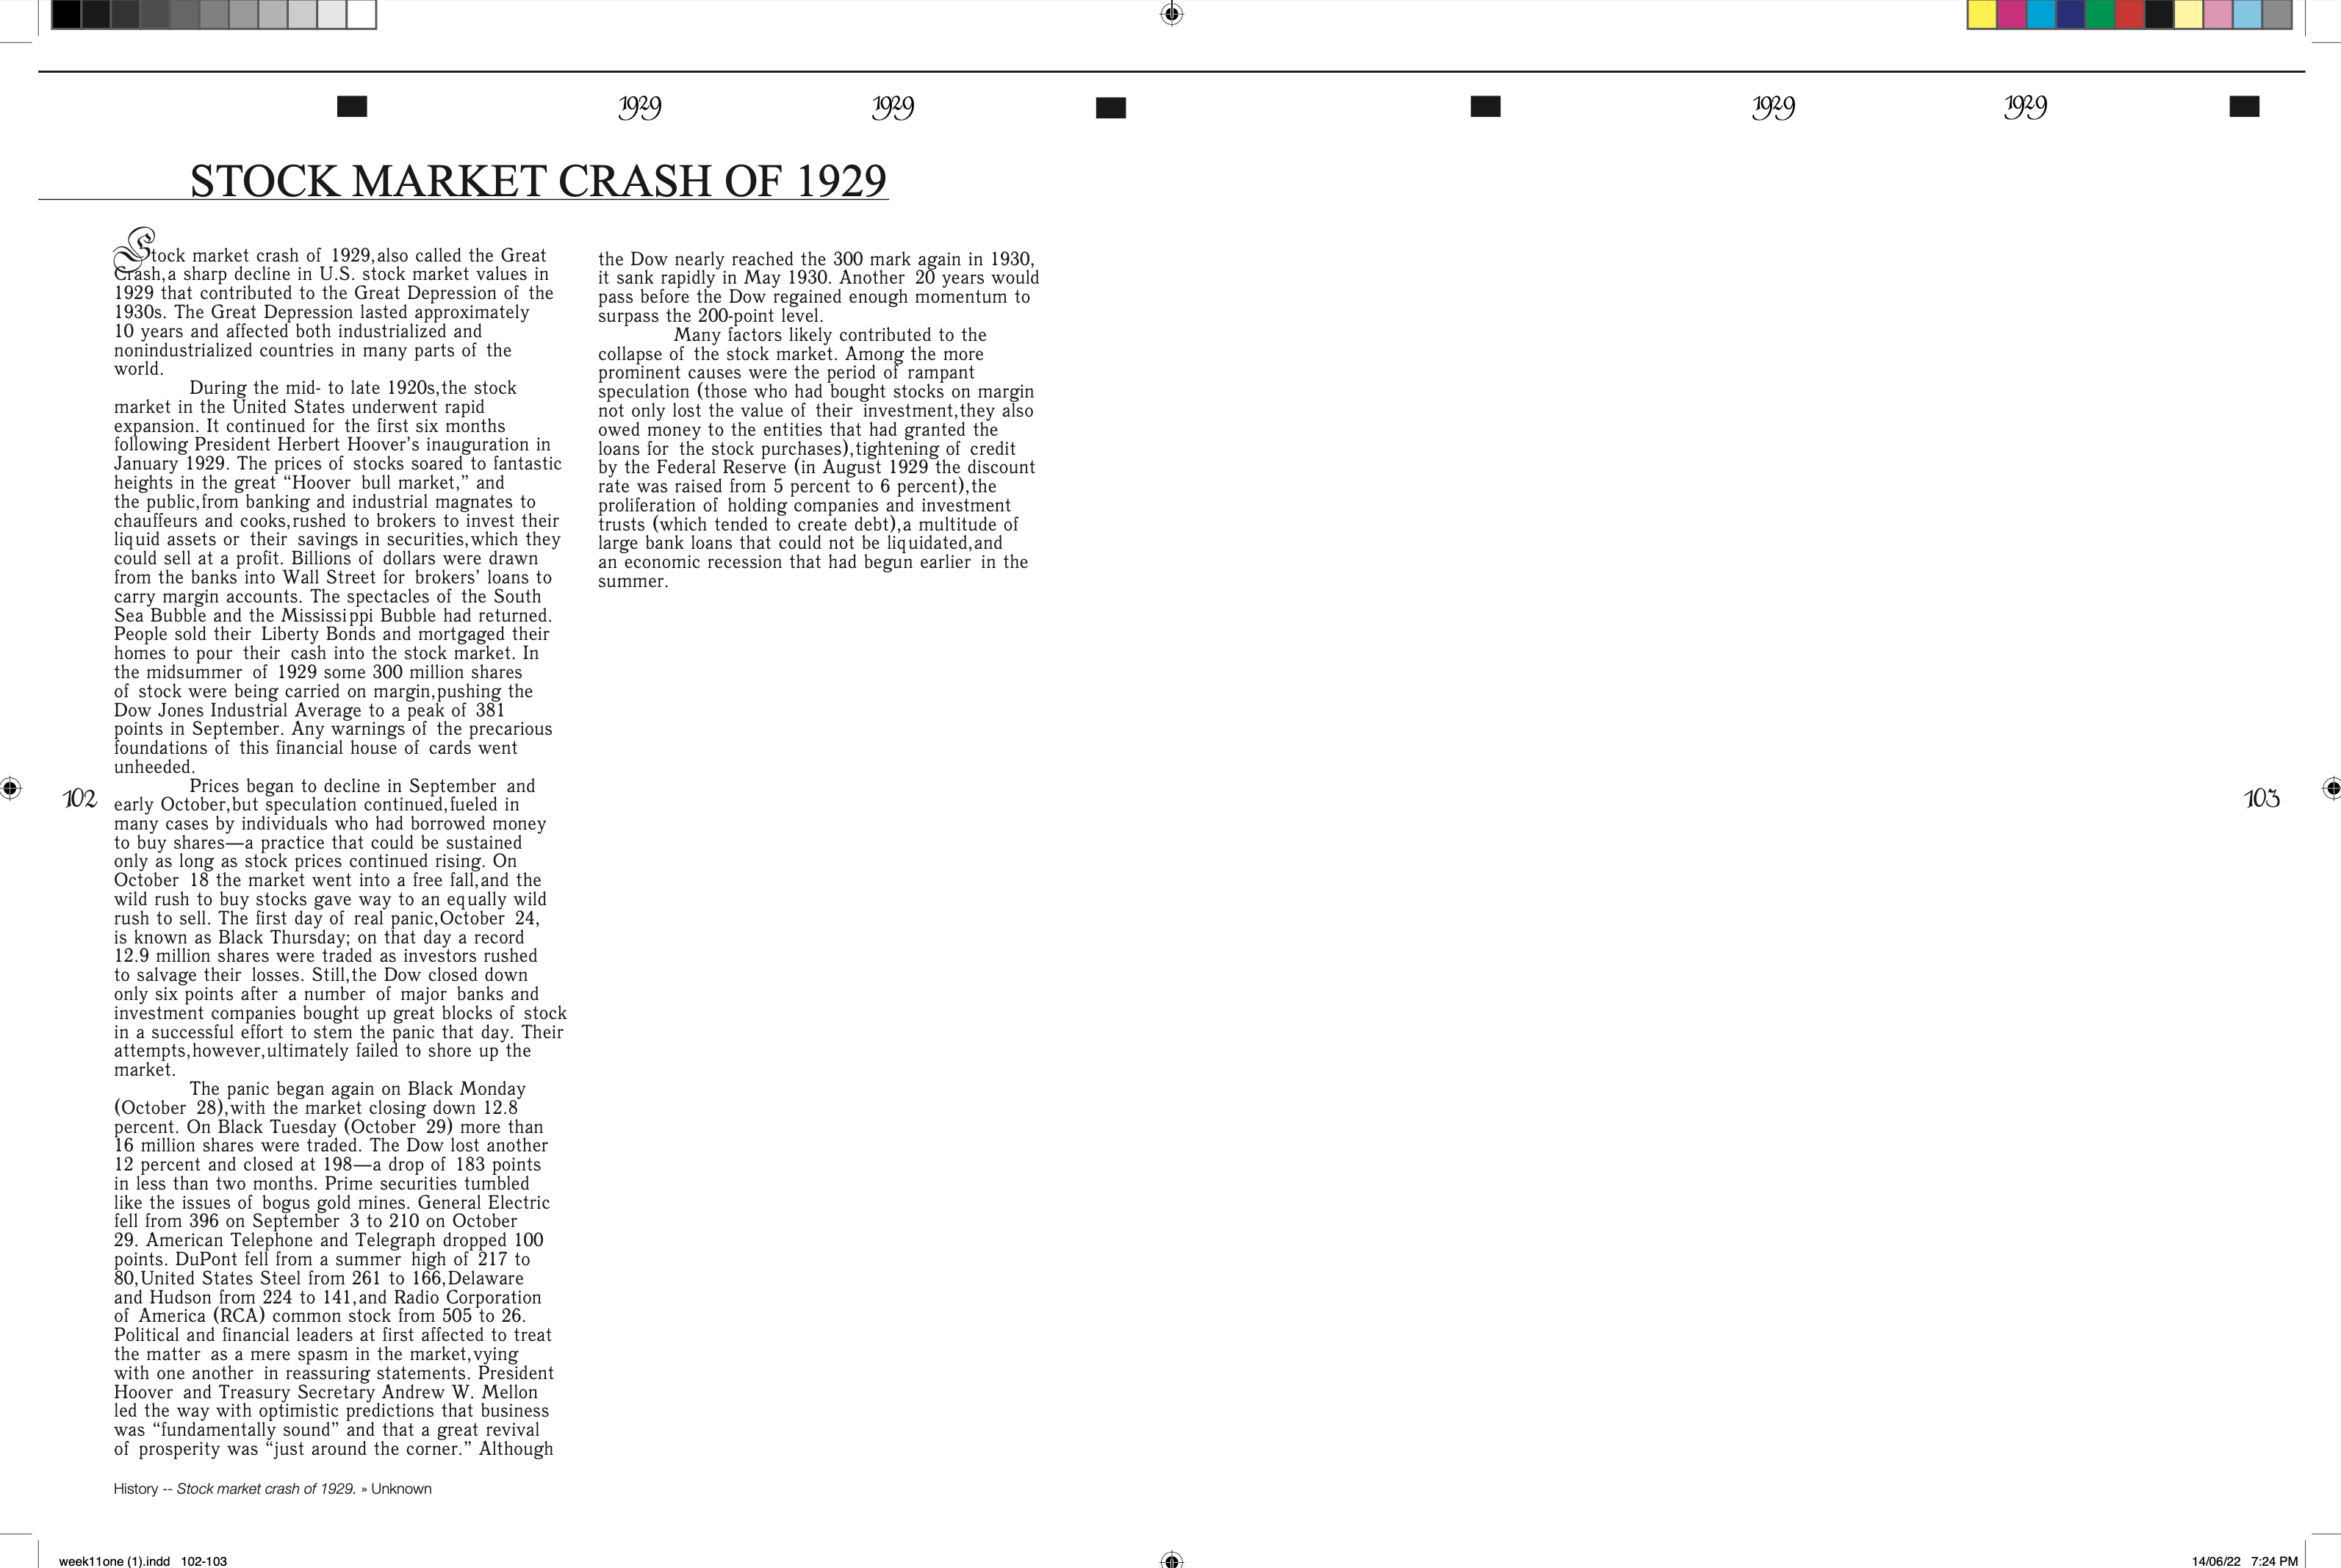 1929 1929 1929 1929
STOCK MARKET CRASH OF 1929
Stock market crash of 1929, also called the Great
Crash, a sharp decline in U.S. stock market values in
1929 that contributed to the Great Depression of the
1930s. The Great Depression lasted approximately
10 years and affected both industrialized and
nonindustrialized countries in many parts of the
world.
During the mid- to late 1920s, the stock
market in the United States underwent rapid
expansion. It continued for the first six months
following President Herbert Hoover’s inauguration in
January 1929. The prices of stocks soared to fantastic
heights in the great “Hoover bull market,” and
the public, from banking and industrial magnates to
chauffeurs and cooks, rushed to brokers to invest their
liquid assets or their savings in securities, which they
could sell at a profit. Billions of dollars were drawn
from the banks into Wall Street for brokers’ loans to
carry margin accounts. The spectacles of the South
Sea Bubble and the Mississippi Bubble had returned.
People sold their Liberty Bonds and mortgaged their
homes to pour their cash into the stock market. In
the midsummer of 1929 some 300 million shares
of stock were being carried on margin, pushing the
Dow Jones Industrial Average to a peak of 381
points in September. Any warnings of the precarious
foundations of this financial house of cards went
unheeded.
Prices began to decline in September and
early October, but speculation continued, fueled in
many cases by individuals who had borrowed money
to buy shares—a practice that could be sustained
only as long as stock prices continued rising. On
October 18 the market went into a free fall, and the
wild rush to buy stocks gave way to an equally wild
rush to sell. The first day of real panic, October 24,
is known as Black Thursday; on that day a record
12.9 million shares were traded as investors rushed
to salvage their losses. Still, the Dow closed down
only six points after a number of major banks and
investment companies bought up great blocks of stock
in a successful effort to stem the panic that day. Their
attempts, however, ultimately failed to shore up the
market.
The panic began again on Black Monday
(October 28), with the market closing down 12.8
percent. On Black Tuesday (October 29) more than
16 million shares were traded. The Dow lost another
12 percent and closed at 198—a drop of 183 points
in less than two months. Prime securities tumbled
like the issues of bogus gold mines. General Electric
fell from 396 on September 3 to 210 on October
29. American Telephone and Telegraph dropped 100
points. DuPont fell from a summer high of 217 to
80, United States Steel from 261 to 166, Delaware
and Hudson from 224 to 141, and Radio Corporation
of America (RCA) common stock from 505 to 26.
Political and financial leaders at first affected to treat
the matter as a mere spasm in the market, vying
with one another in reassuring statements. President
Hoover and Treasury Secretary Andrew W. Mellon
led the way with optimistic predictions that business
was “fundamentally sound” and that a great revival
of prosperity was “just around the corner.” Although
the Dow nearly reached the 300 mark again in 1930,
it sank rapidly in May 1930. Another 20 years would
pass before the Dow regained enough momentum to
surpass the 200-point level.
Many factors likely contributed to the
collapse of the stock market. Among the more
prominent causes were the period of rampant
speculation (those who had bought stocks on margin
not only lost the value of their investment, they also
owed money to the entities that had granted the
loans for the stock purchases), tightening of credit
by the Federal Reserve (in August 1929 the discount
rate was raised from 5 percent to 6 percent), the
proliferation of holding companies and investment
trusts (which tended to create debt), a multitude of
large bank loans that could not be liquidated, and
an economic recession that had begun earlier in the
summer.
102
103
History -- Stock market crash of 1929. » Unknown
week11one (1).indd 102-103
14/06/22 7:24 PM